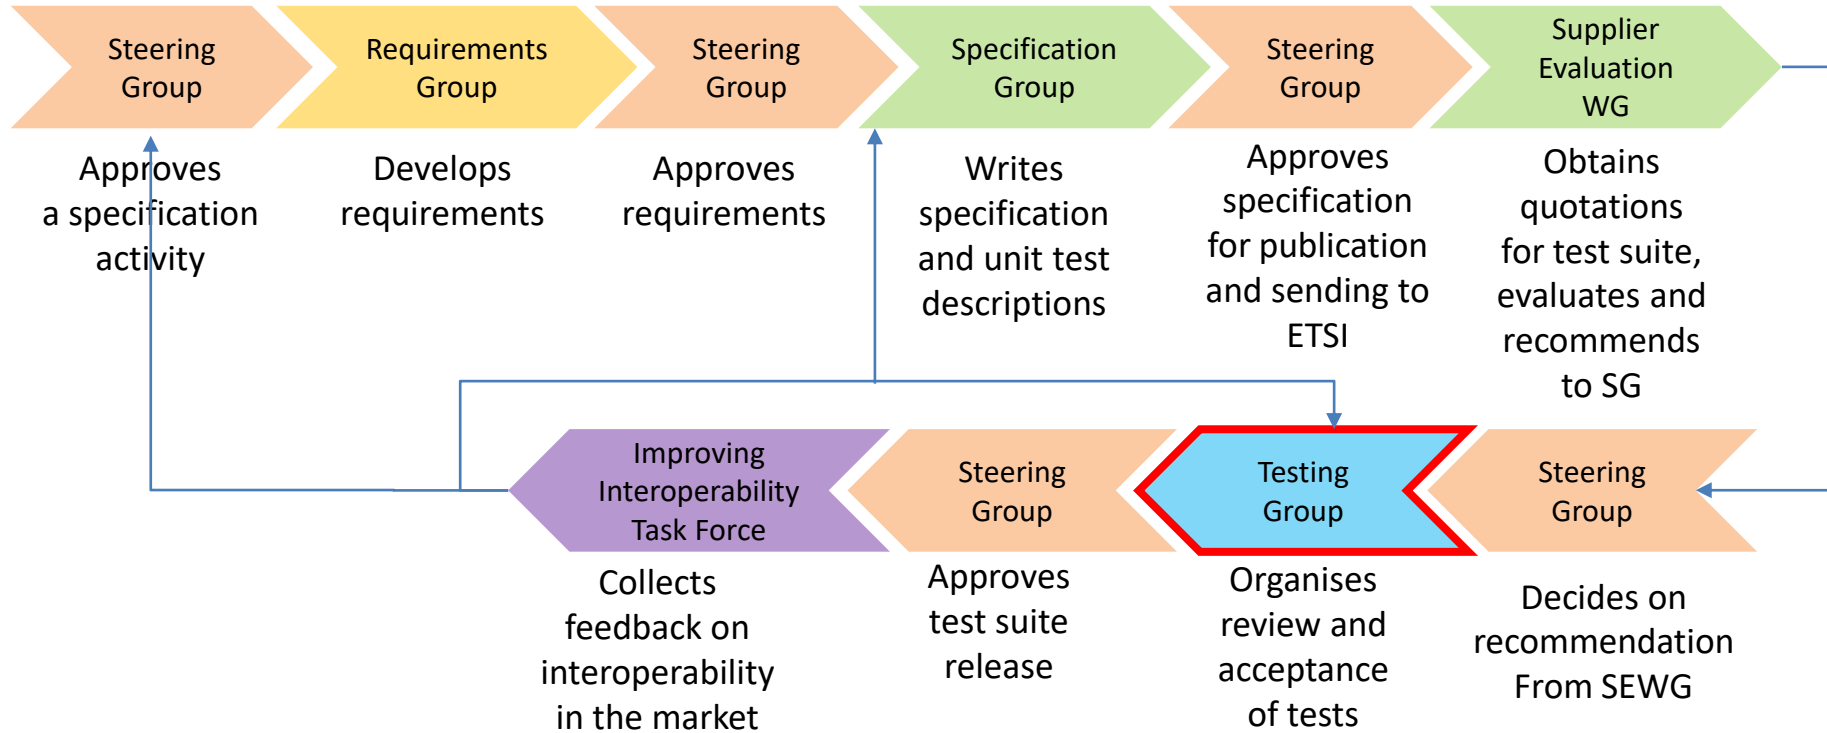 Steering
Group
Requirements
Group
Steering
Group
Specification
Group
Steering
Group
Supplier
Evaluation
WG
Approves
a specification
activity
Develops
requirements
Approves
requirements
Writes
specification
and unit test
descriptions
Approves
specification
for publication
and sending to
ETSI
Obtains
quotations
for test suite,
evaluates and
recommends
to SG
Improving
Interoperability
Task Force
Steering
Group
Testing
Group
Steering
Group
Collects
feedback on
interoperability
in the market
Approves
test suite
release
Organises
review and
acceptance
of tests
Decides on
recommendation
From SEWG